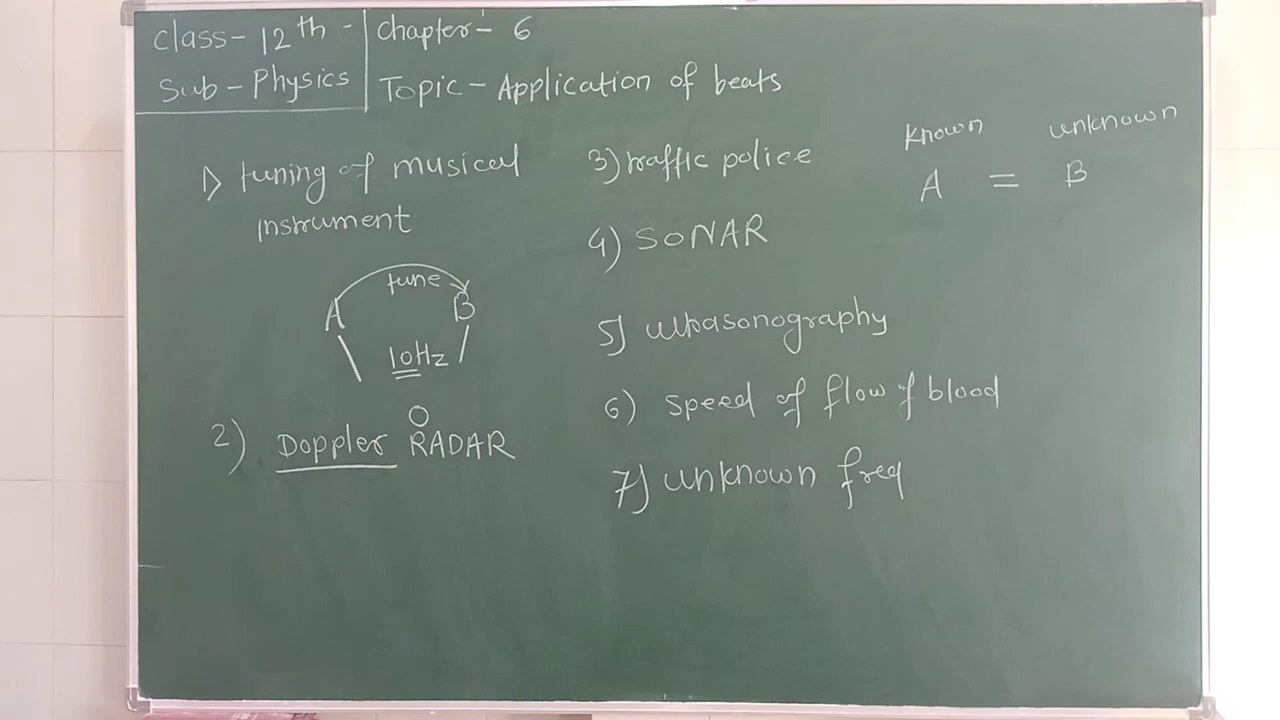 Class - 12th - Chapter - 6
Sub - Physics Topic - Application of beats
1) tuning of musical
instrument
A tune B
10Hz
2) Doppler RADAR
3) traffic police
4) SONAR
5) ultrasonography
6) speed of flow of blood
7) unknown freq
known unknown
A = B